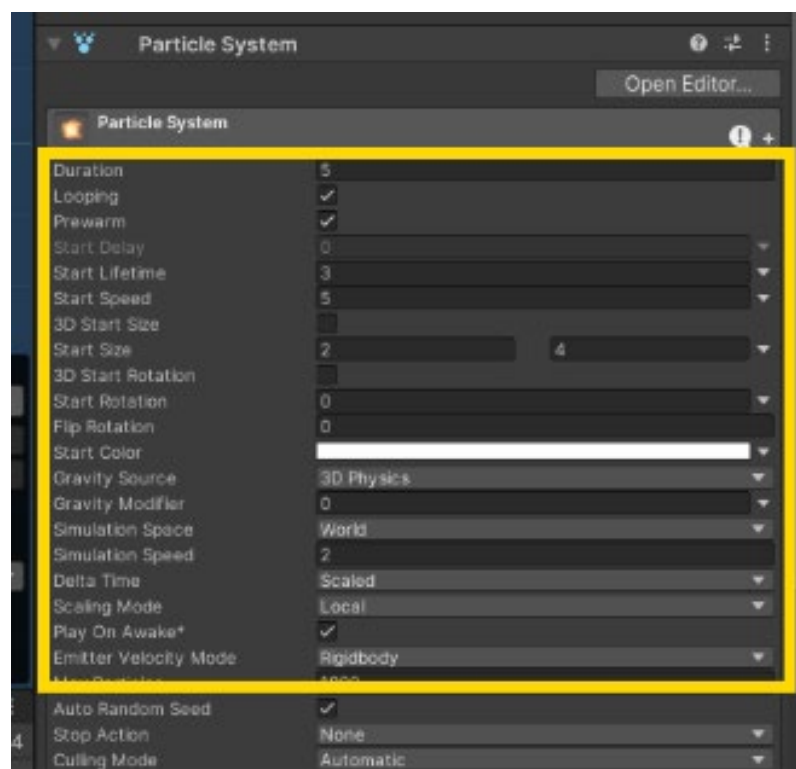 Particle System
Open Editor...
Particle System
Duration 5
Looping
Prewarm
Start Delay 0
Start Lifetime 3
Start Speed 5
3D Start Size
Start Size 2 4
3D Start Rotation
Start Rotation 0
Flip Rotation 0
Start Color
Gravity Source 3D Physics
Gravity Modifier 0
Simulation Space World
Simulation Speed 2
Delta Time Scaled
Scaling Mode Local
Play On Awake*
Emitter Velocity Mode Rigidbody
Auto Random Seed
4 Stop Action None
Culling Mode Automatic